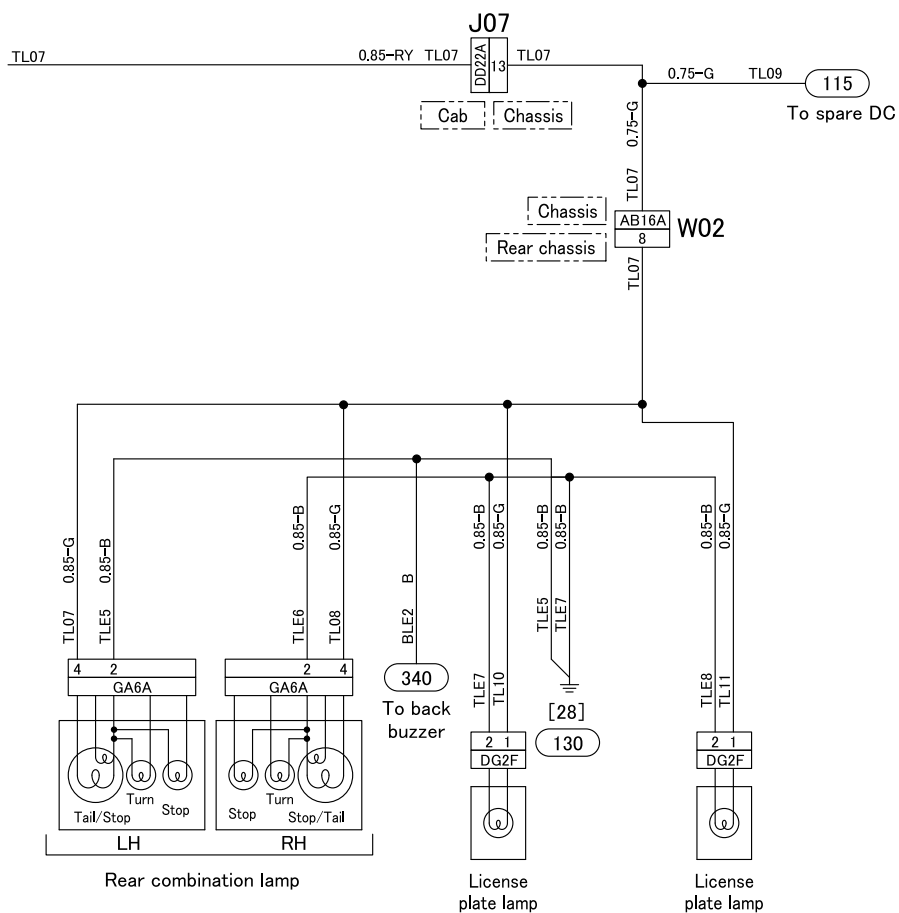 J07
TL07
0.85-RY
TL07
DD22A
13
TL07
Cab
Chassis
0.75-G
TL09
115
To spare DC
0.75-G
TL07
Chassis
Rear chassis
AB16A
8
W02
TL07
0.85-G
0.85-B
0.85-B
0.85-G
B
0.85-B
0.85-G
0.85-B
0.85-B
0.85-B
0.85-G
TL07
TLE5
TLE6
TL08
BLE2
TLE5
TLE7
4 2
GA6A
2 4
GA6A
340
To back
buzzer
TLE7
TL10
[28]
130
TLE8
TL11
2 1
DG2F
2 1
DG2F
Tail/Stop
Turn
Stop
Stop
Turn
Stop/Tail
LH
RH
Rear combination lamp
License
plate lamp
License
plate lamp